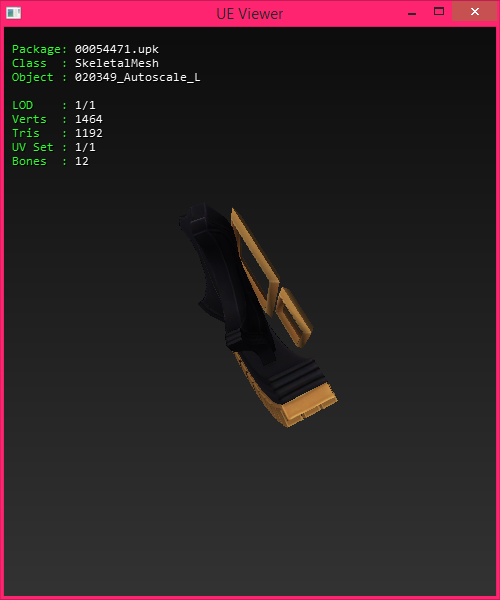 UE Viewer
Package: 00054471.upk
Class : SkeletalMesh
Object : 020349_Autoscale_L
LOD : 1/1
Verts : 1464
Tris : 1192
UV Set : 1/1
Bones : 12